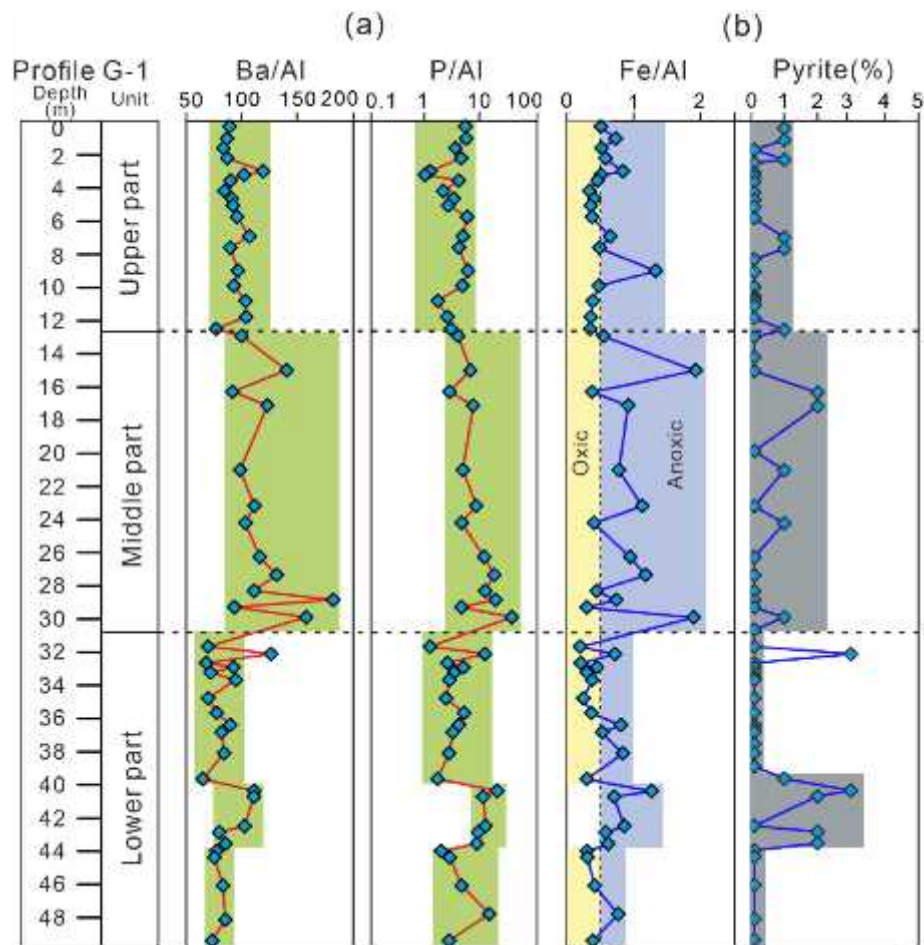 (a) (b)
Profile G-1 Ba/Al P/Al Fe/Al Pyrite(%)
Depth Unit
(m)
50 100 150 200 0.1 1 10 100 0 1 2 0 1 2 3 4 5
0
2
4
6
8
10
12
14
16
18
20
22
24
26
28
30
32
34
36
38
40
42
44
46
48
Upper part
Middle part
Lower part
Oxic
Anoxic